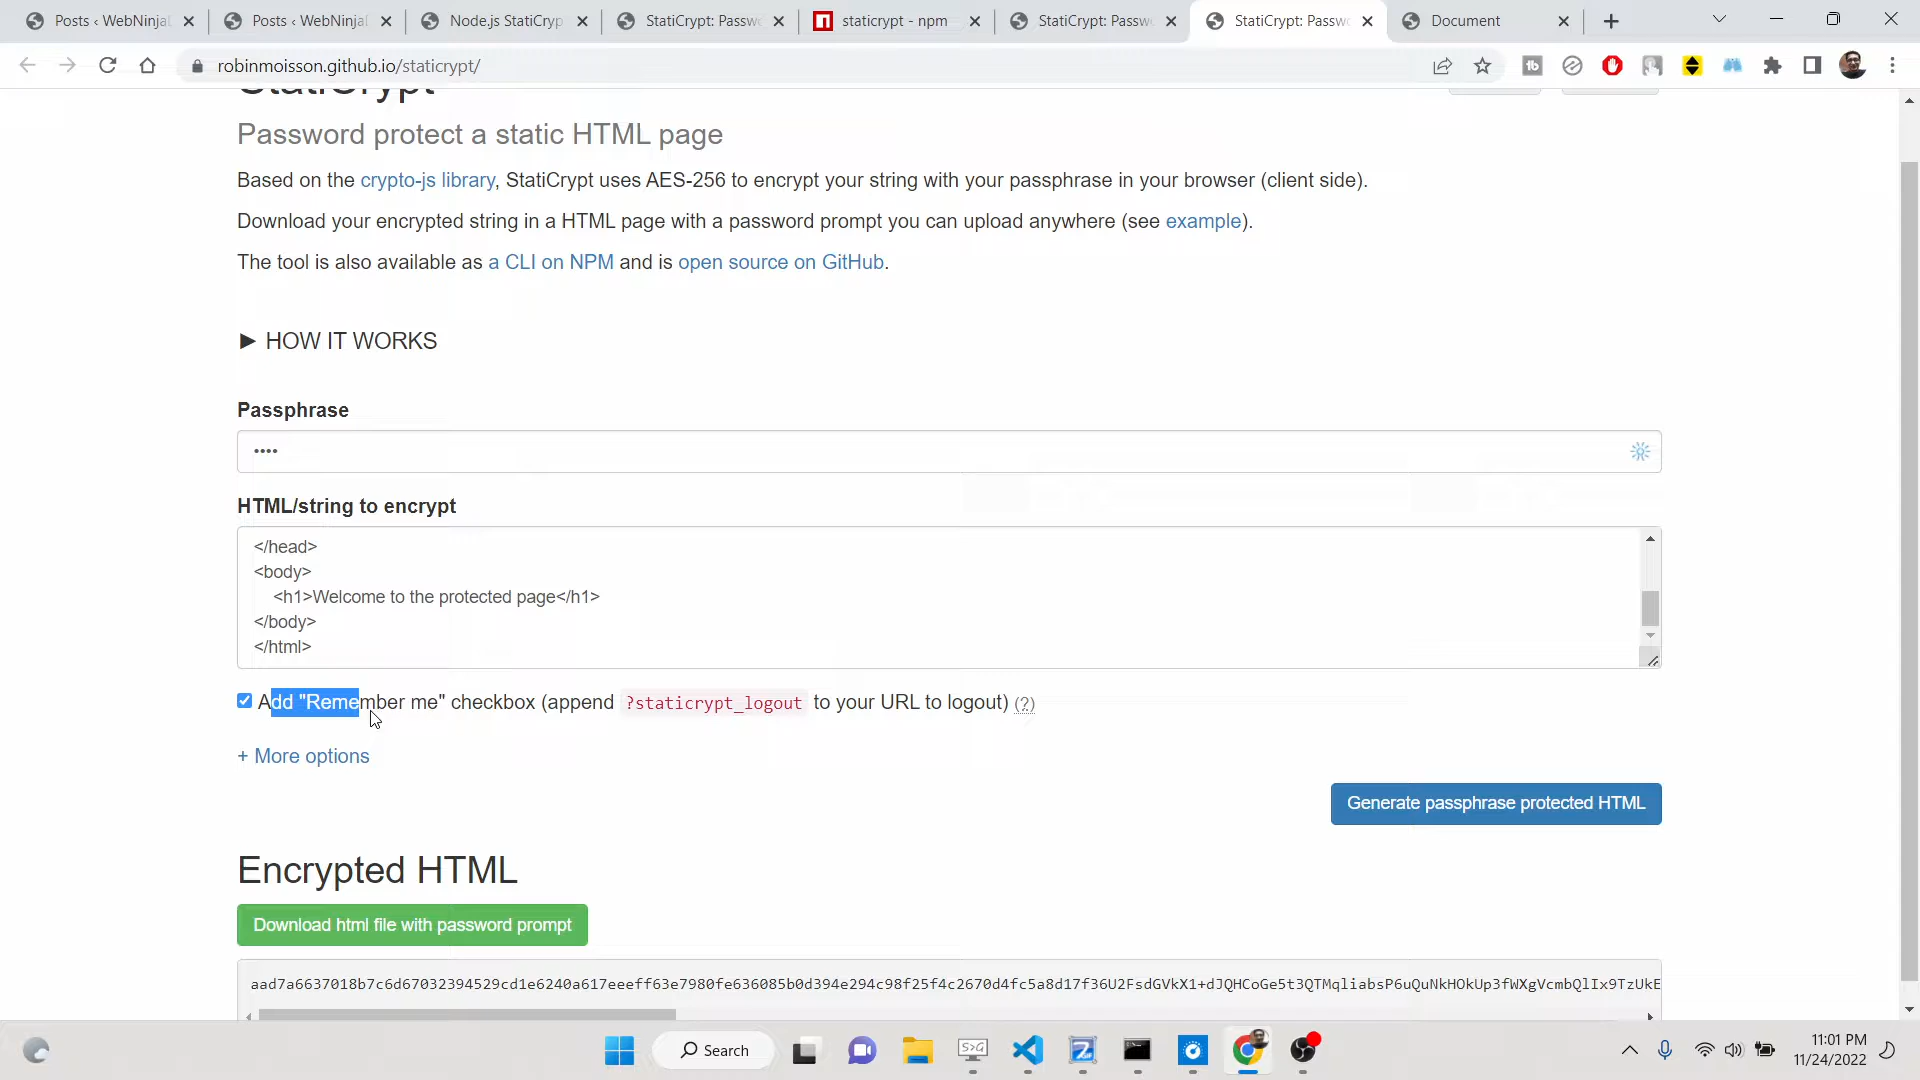 Posts ‹ WebNinja
Posts ‹ WebNinja
Node.js StatiCryp
StatiCrypt: Passw
staticrypt - npm
StatiCrypt: Passw
StatiCrypt: Passw
Document
robinmoisson.github.io/staticrypt/
StatiCrypt
Password protect a static HTML page
Based on the crypto-js library, StatiCrypt uses AES-256 to encrypt your string with your passphrase in your browser (client side).
Download your encrypted string in a HTML page with a password prompt you can upload anywhere (see example).
The tool is also available as a CLI on NPM and is open source on GitHub.
► HOW IT WORKS
Passphrase
••••
HTML/string to encrypt
</head>
<body>
<h1>Welcome to the protected page</h1>
</body>
</html>
Add "Remember me" checkbox (append ?staticrypt_logout to your URL to logout) (?)
+ More options
Generate passphrase protected HTML
Encrypted HTML
Download html file with password prompt
aad7a6637018b7c6d67032394529cd1e6240a617eeeff63e7980fe636085b0d394e294c98f25f4c2670d4fc5a8d17f36U2FsdGVkX1+dJQHCoGe5t3QTMqliabsP6uQuNkHOkUp3fWXgVcmbQlIx9TzUkE
Search
11:01 PM
11/24/2022